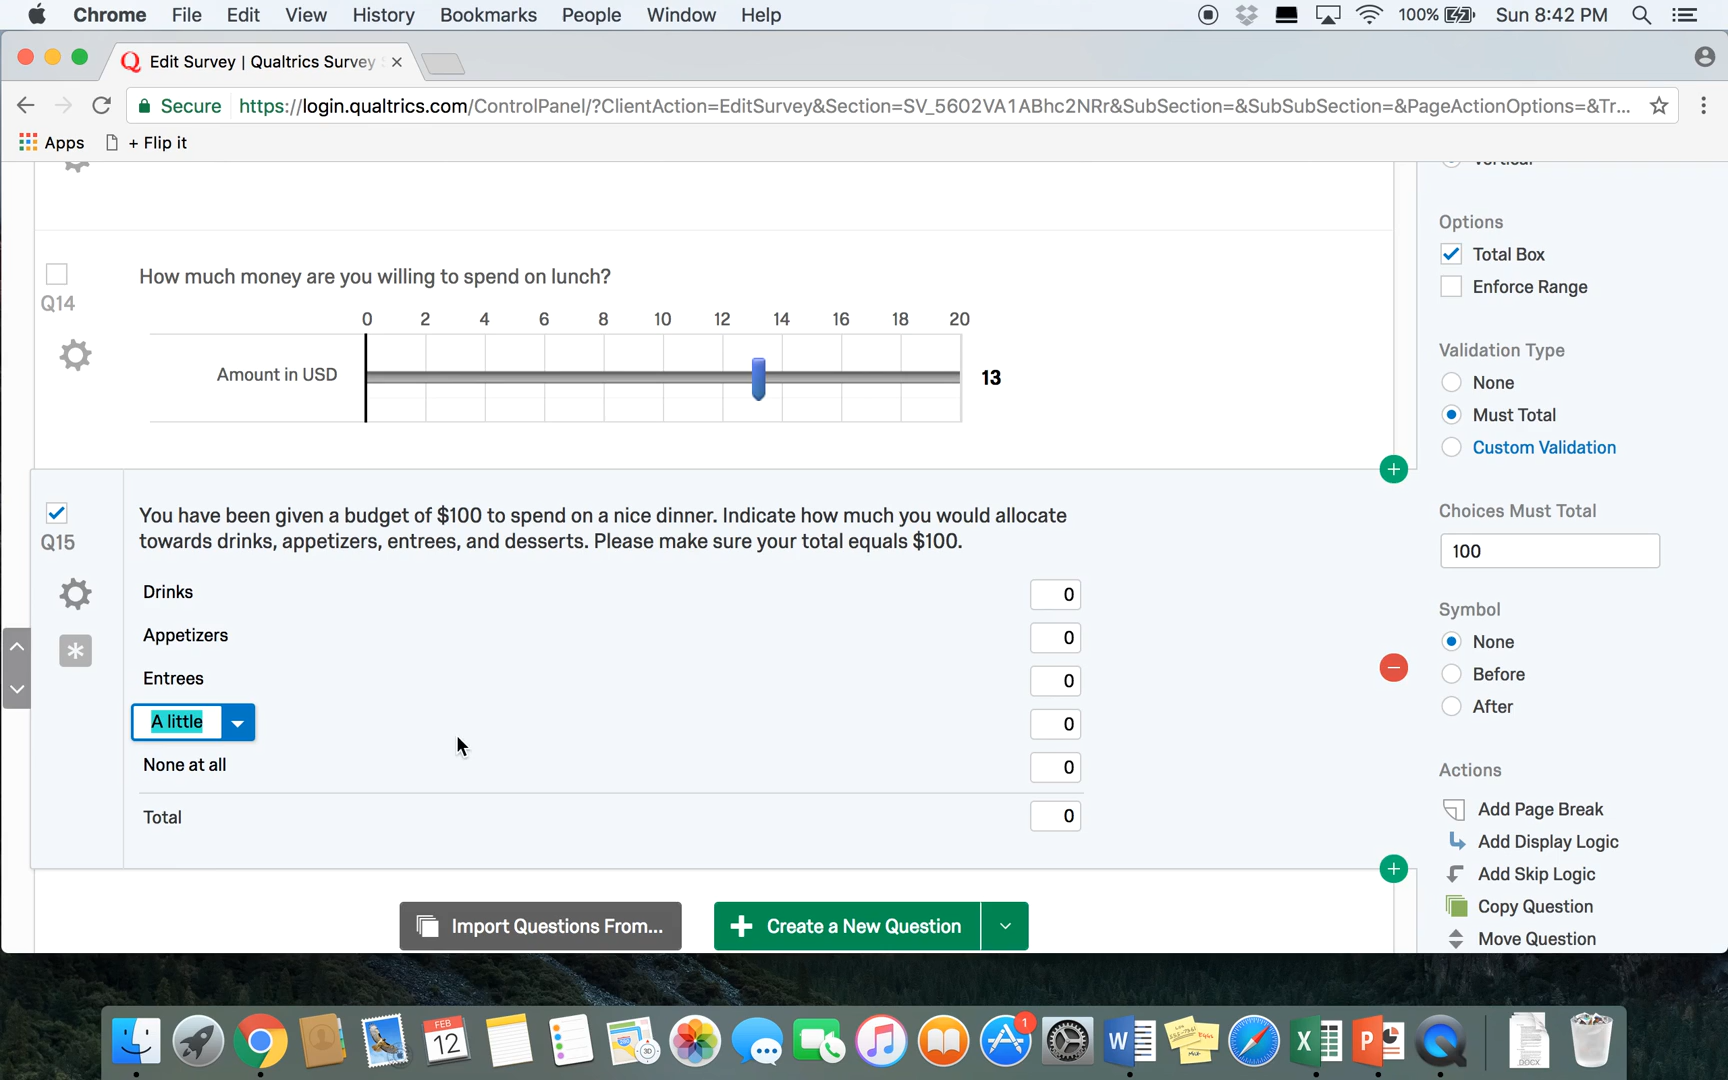 Chrome File Edit View History Bookmarks People Window Help 100% Sun 8:42 PM
Edit Survey | Qualtrics Survey
Secure https://login.qualtrics.com/ControlPanel/?ClientAction=EditSurvey&Section=SV_5602VA1ABhc2NRr&SubSection=&SubSubSection=&PageActionOptions=&Tr...
Apps + Flip it
Vertical
Q14
How much money are you willing to spend on lunch?
0 2 4 6 8 10 12 14 16 18 20
Amount in USD
13
Q15
You have been given a budget of $100 to spend on a nice dinner. Indicate how much you would allocate
towards drinks, appetizers, entrees, and desserts. Please make sure your total equals $100.
Drinks 0
Appetizers 0
Entrees 0
A little 0
None at all 0
Total 0
Import Questions From...
Create a New Question
Options
Total Box
Enforce Range
Validation Type
None
Must Total
Custom Validation
Choices Must Total
100
Symbol
None
Before
After
Actions
Add Page Break
Add Display Logic
Add Skip Logic
Copy Question
Move Question
FEB
12
3D
1
W
X
P
DOCX